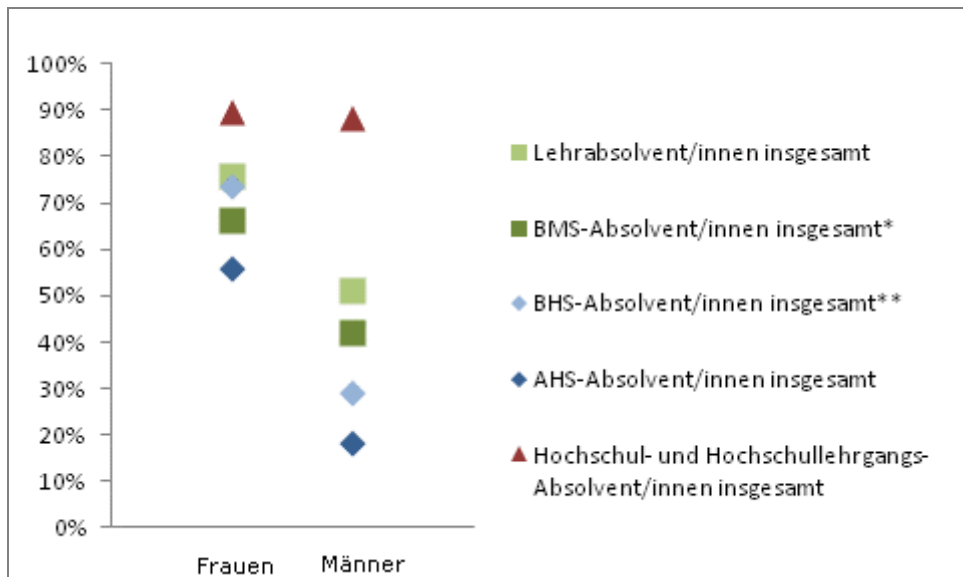 100%
90%
80%
70%
60%
50%
40%
30%
20%
10%
0%
Frauen Männer
Lehrabsolvent/innen insgesamt
BMS-Absolvent/innen insgesamt*
BHS-Absolvent/innen insgesamt**
AHS-Absolvent/innen insgesamt
Hochschul- und Hochschullehrgangs-
Absolvent/innen insgesamt